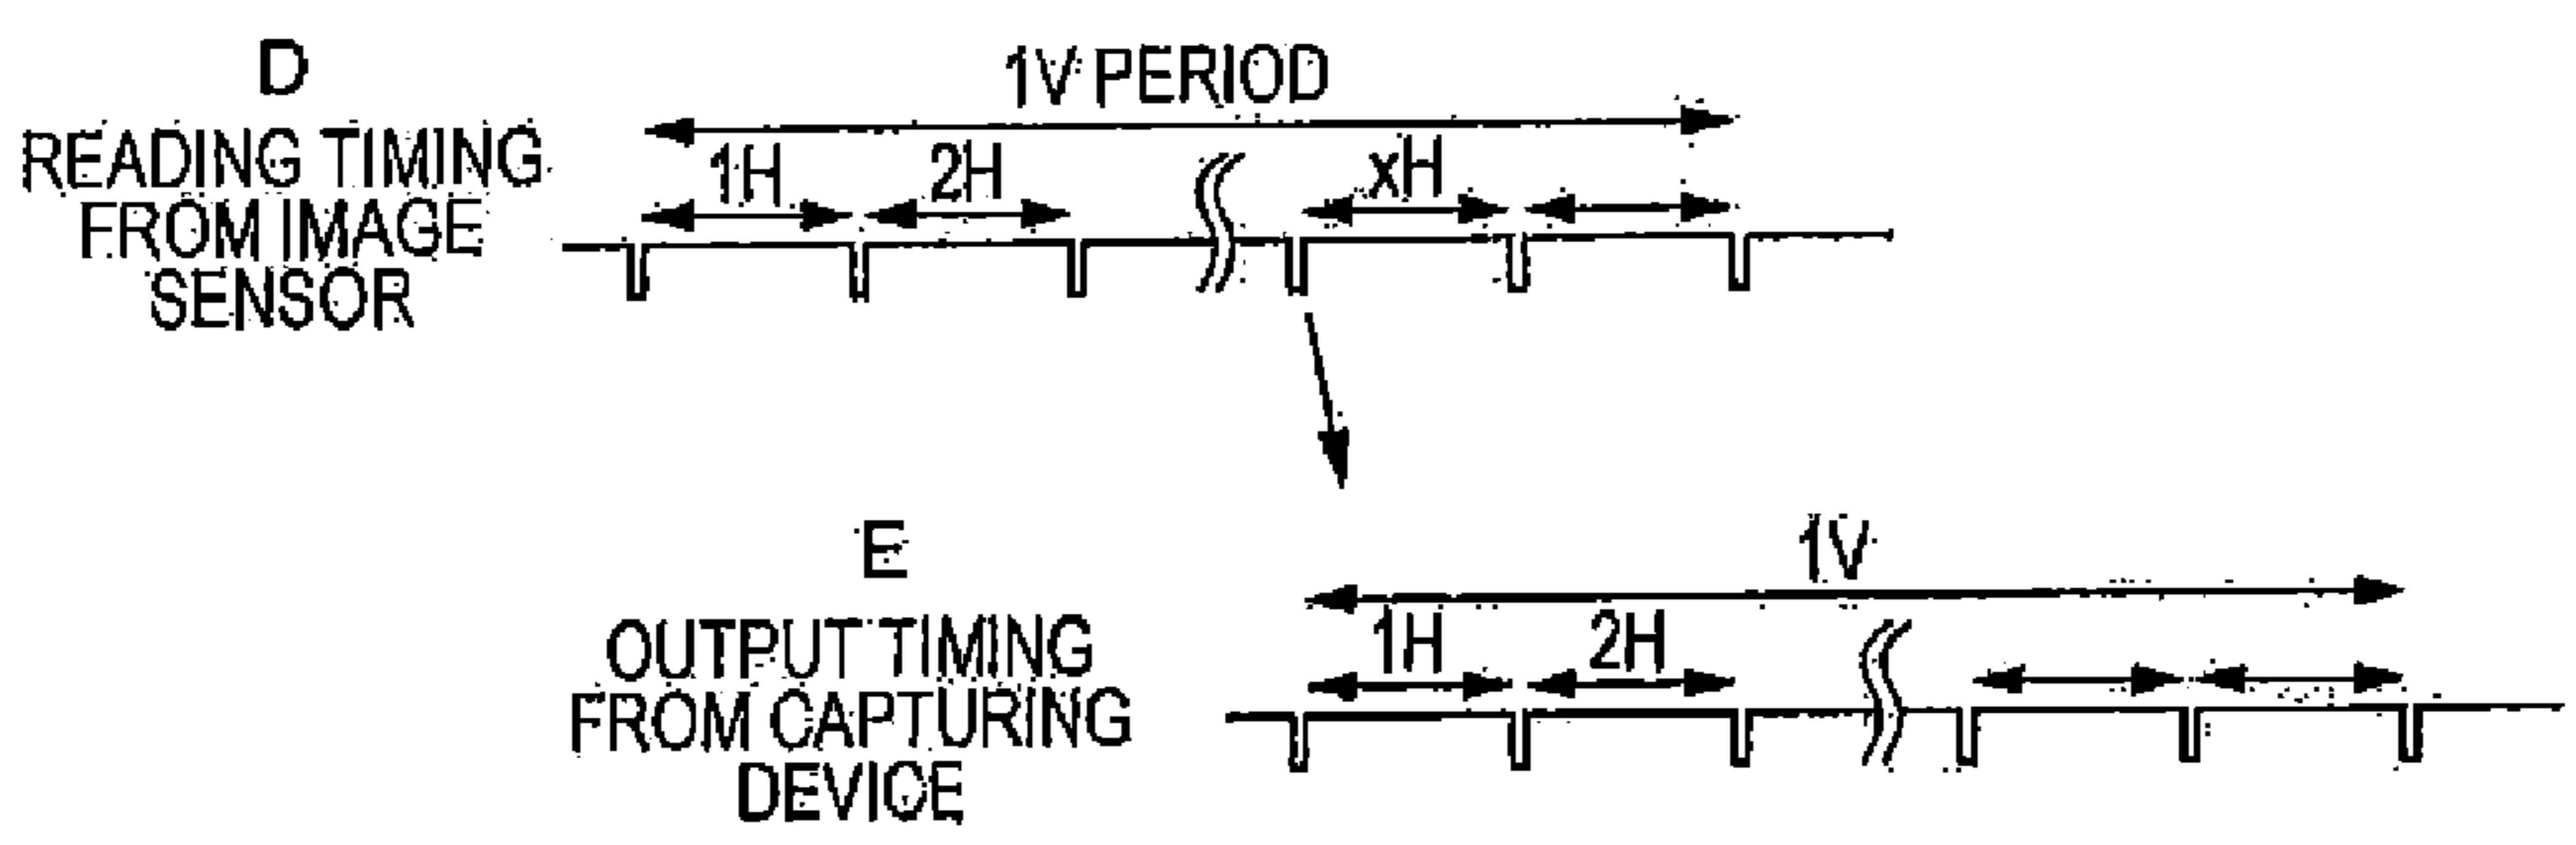 D
READING TIMING
FROM IMAGE
SENSOR
1V PERIOD
1H 2H xH
E
OUTPUT TIMING
FROM CAPTURING
DEVICE
1V
1H 2H